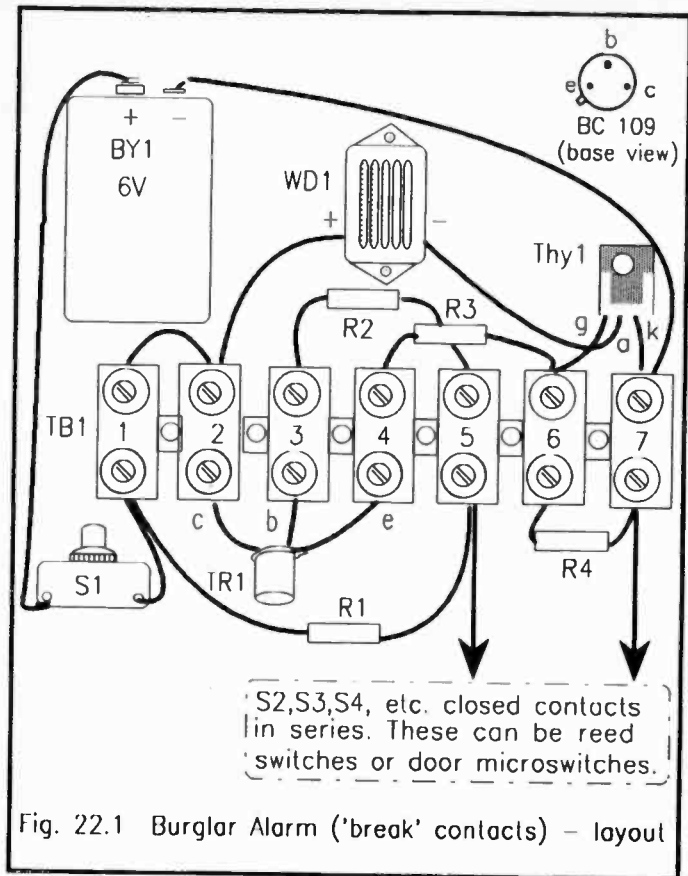 b
e
c
BC 109
(base view)
+ −
BY1
6V
WD1
+
−
Thy1
g
a
k
R2
R3
TB1
1
2
3
4
5
6
7
c
b
e
S1
TR1
R1
R4
S2,S3,S4, etc. closed contacts
in series. These can be reed
switches or door microswitches.
Fig. 22.1 Burglar Alarm ('break' contacts) – layout